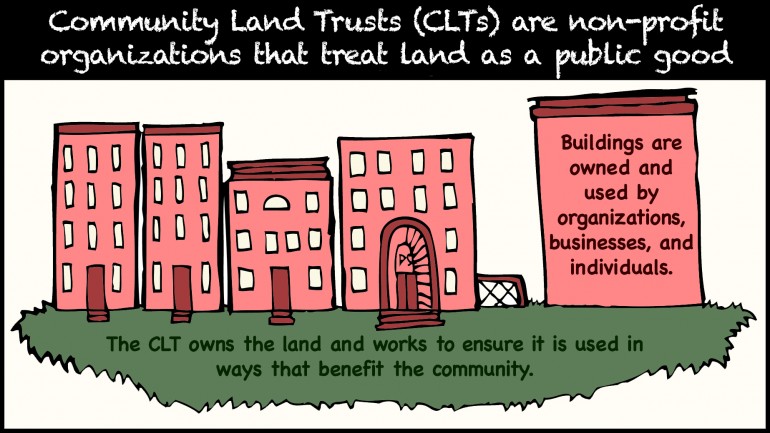 Community Land Trusts (CLTs) are non-profit
organizations that treat land as a public good
Buildings are
owned and
used by
organizations,
businesses, and
individuals.
PS
The CLT owns the land and works to ensure it is used in
ways that benefit the community.